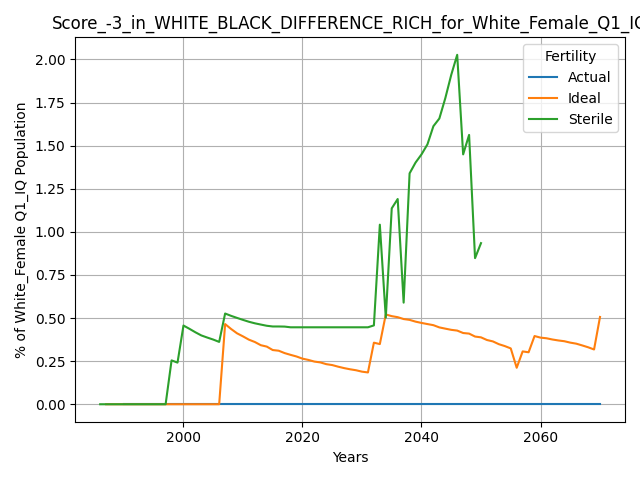 Score_-3_in_WHITE_BLACK_DIFFERENCE_RICH_for_White_Female_Q1_IQ
Fertility
Actual
Ideal
Sterile
% of White_Female Q1_IQ Population
2.00
1.75
1.50
1.25
1.00
0.75
0.50
0.25
0.00
2000
2020
2040
2060
Years